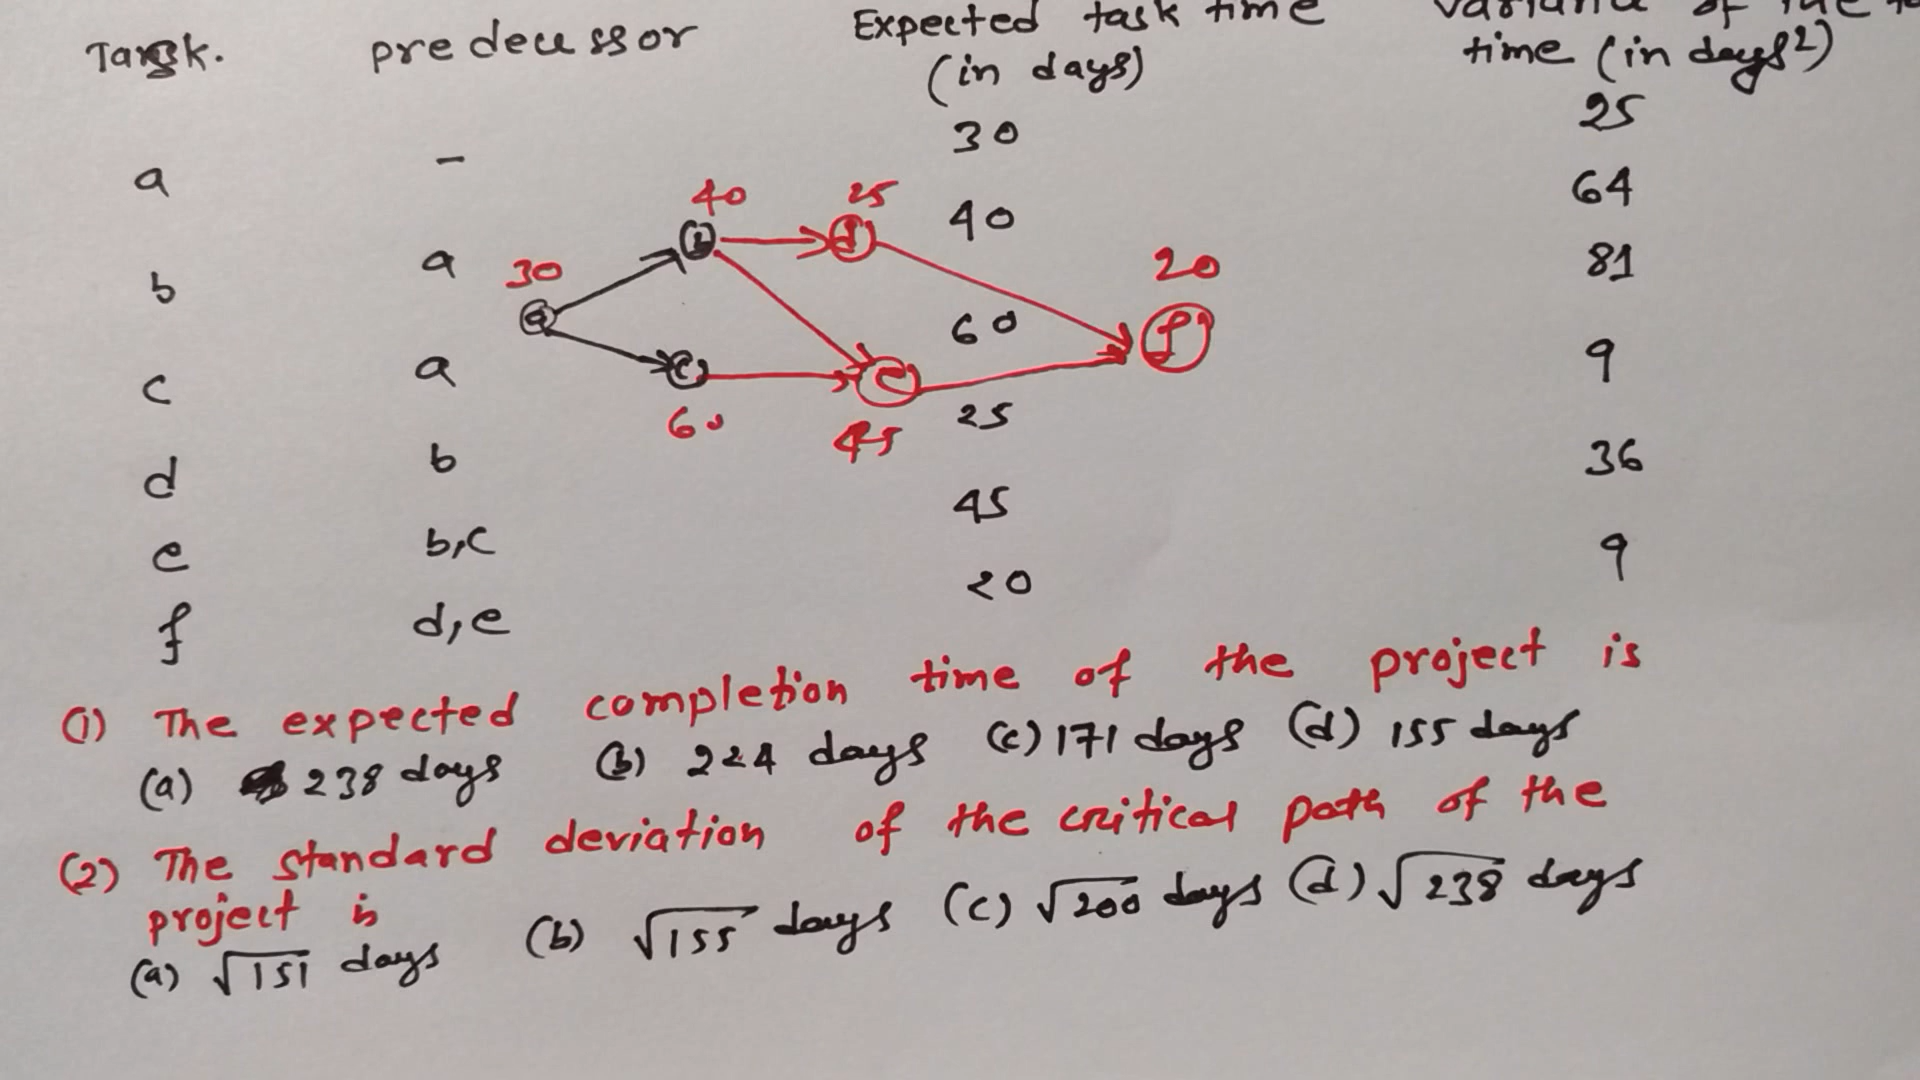 Task. predecessor Expected task time (in days) time (in days²)
a - 30 25
b a 40 64
c a 60 81
d b 25 9
e b,c 45 36
f d,e 20 9
30 40 25 20
a b d f
c e
60 45
(1) The expected completion time of the project is
(a) 238 days (b) 224 days (c) 171 days (d) 155 days
(2) The standard deviation of the critical path of the
project is
(a) √151 days (b) √155 days (c) √200 days (d) √238 days